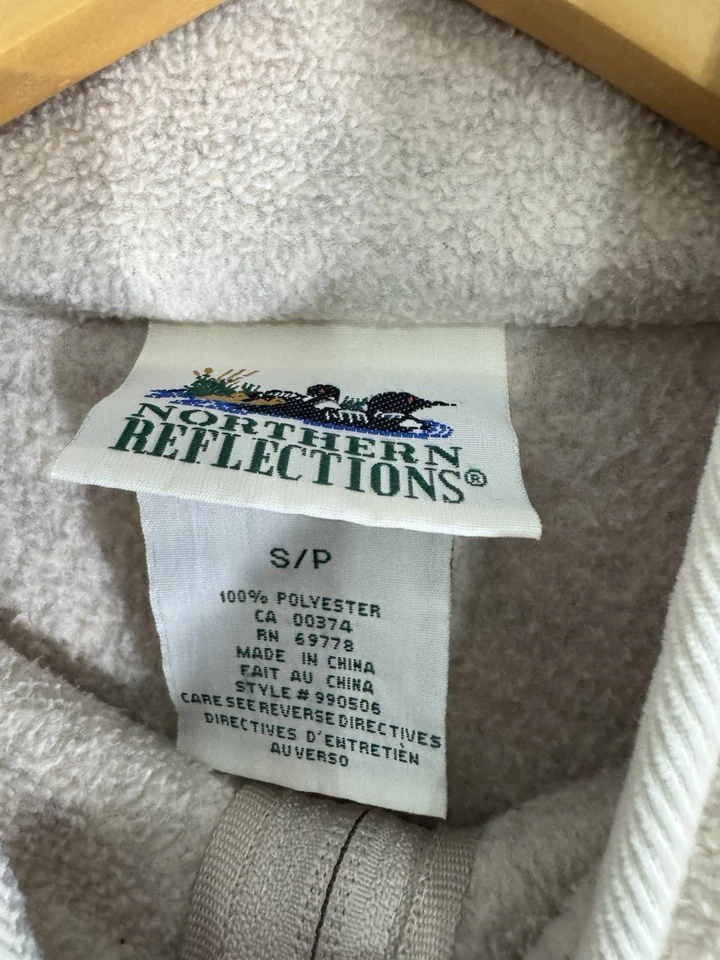 NORTHERN
REFLECTIONS®
S/P
100% POLYESTER
CA 00374
RN 69778
MADE IN CHINA
FAIT AU CHINA
STYLE # 990506
CARE SEE REVERSE DIRECTIVES
DIRECTIVES D'ENTRETIÈN
AU VERSO